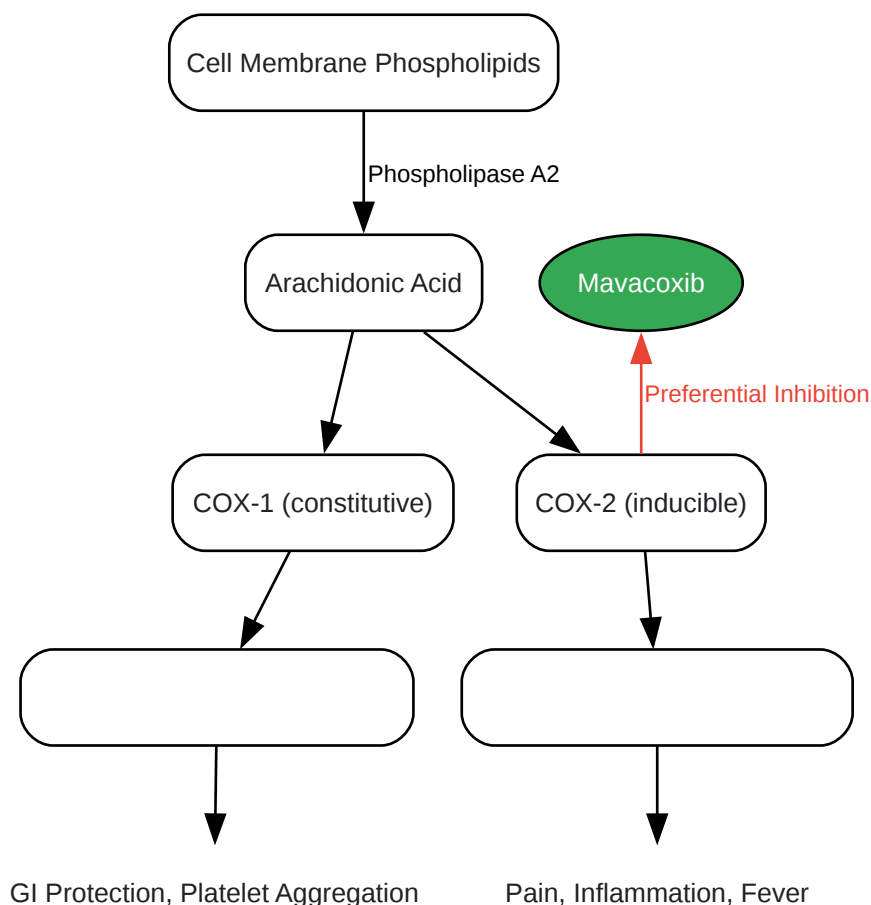 Cell Membrane Phospholipids
Phospholipase A2
Arachidonic Acid
Mavacoxib
Preferential Inhibition
COX-1 (constitutive)
COX-2 (inducible)
GI Protection, Platelet Aggregation
Pain, Inflammation, Fever